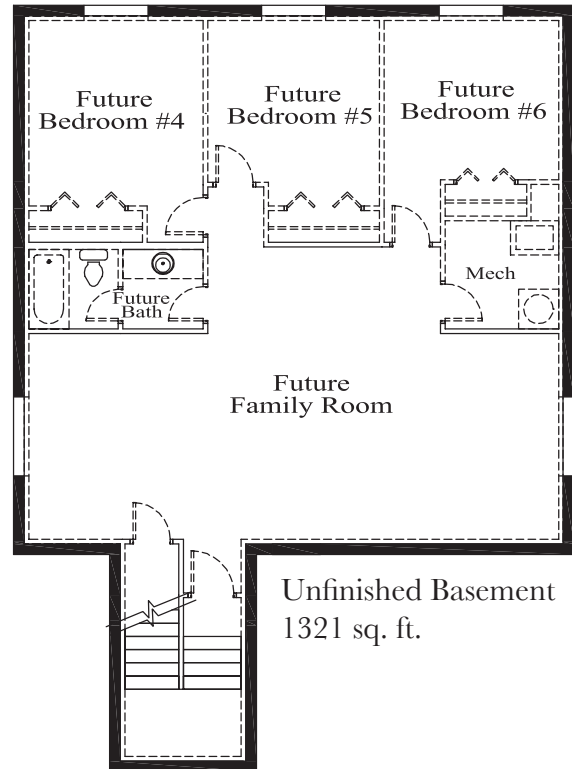 Future
Bedroom #4
Future
Bedroom #5
Future
Bedroom #6
Mech
Future
Bath
Future
Family Room
Unfinished Basement
1321 sq. ft.